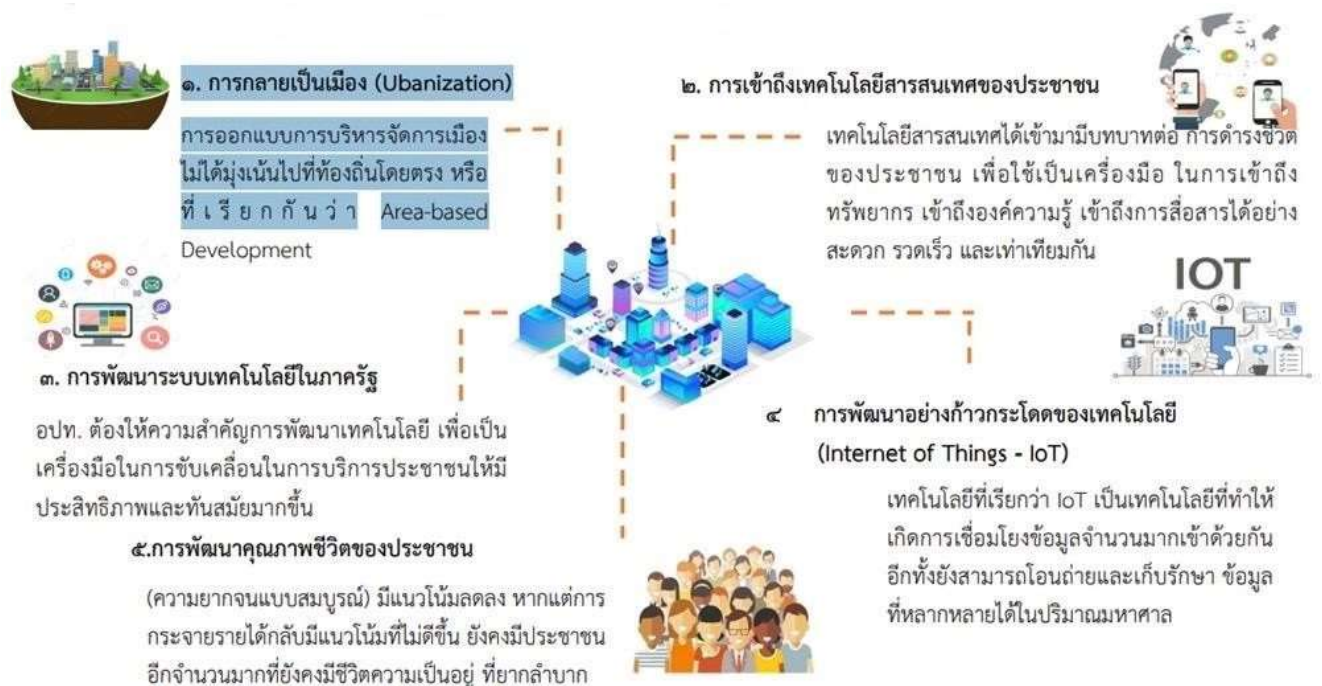 ๑. การกลายเป็นเมือง (Ubanization)
การออกแบบการบริหารจัดการเมือง
ไม่ได้มุ่งเน้นไปที่ท้องถิ่นโดยตรง หรือ
ที่เรียกกันว่า Area-based
Development
๒. การเข้าถึงเทคโนโลยีสารสนเทศของประชาชน
เทคโนโลยีสารสนเทศได้เข้ามามีบทบาทต่อ การดำรงชีวิต
ของประชาชน เพื่อใช้เป็นเครื่องมือ ในการเข้าถึง
ทรัพยากร เข้าถึงองค์ความรู้ เข้าถึงการสื่อสารได้อย่าง
สะดวก รวดเร็ว และเท่าเทียมกัน
๓. การพัฒนาระบบเทคโนโลยีในภาครัฐ
อปท. ต้องให้ความสำคัญการพัฒนาเทคโนโลยี เพื่อเป็น
เครื่องมือในการขับเคลื่อนในการบริการประชาชนให้มี
ประสิทธิภาพและทันสมัยมากขึ้น
IOT
๔ การพัฒนาอย่างก้าวกระโดดของเทคโนโลยี
(Internet of Things - IoT)
เทคโนโลยีที่เรียกว่า IoT เป็นเทคโนโลยีที่ทำให้
เกิดการเชื่อมโยงข้อมูลจำนวนมากเข้าด้วยกัน
อีกทั้งยังสามารถโอนถ่ายและเก็บรักษา ข้อมูล
ที่หลากหลายได้ในปริมาณมหาศาล
๕.การพัฒนาคุณภาพชีวิตของประชาชน
(ความยากจนแบบสมบูรณ์) มีแนวโน้มลดลง หากแต่การ
กระจายรายได้กลับมีแนวโน้มที่ไม่ดีขึ้น ยังคงมีประชาชน
อีกจำนวนมากที่ยังคงมีชีวิตความเป็นอยู่ ที่ยากลำบาก